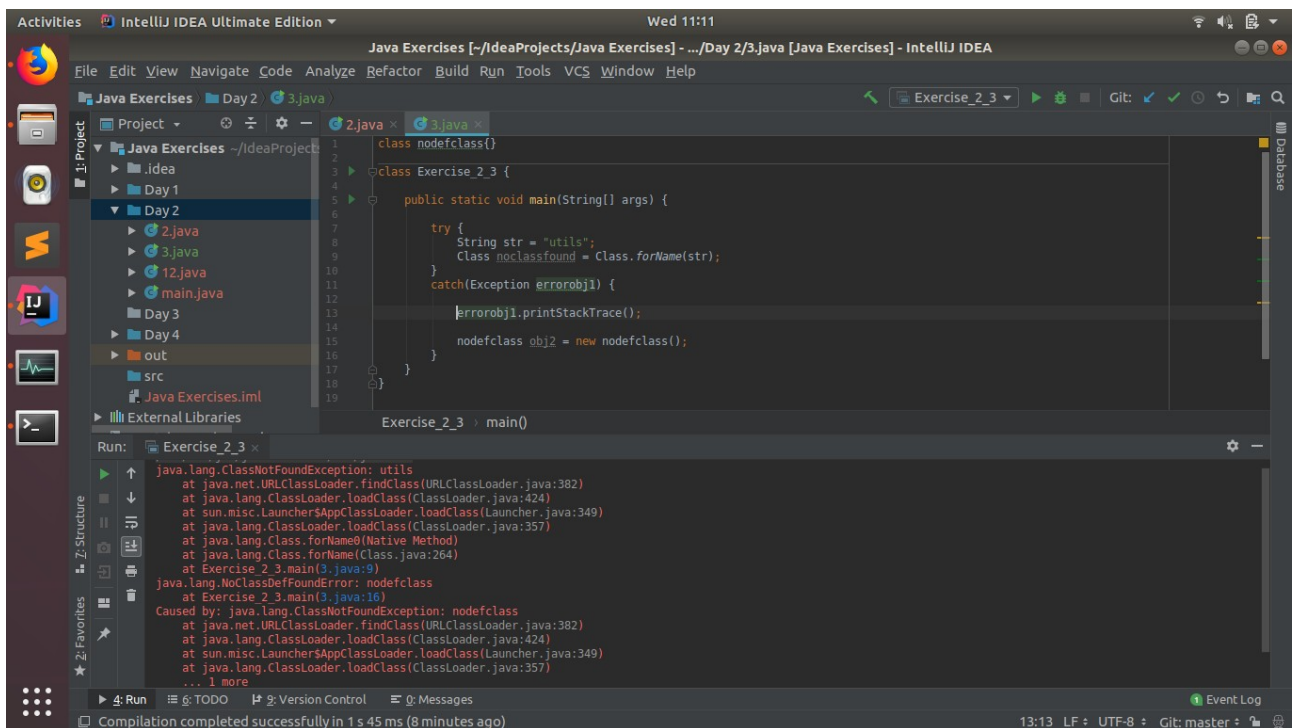 Activities IntelliJ IDEA Ultimate Edition Wed 11:11
Java Exercises [~/IdeaProjects/Java Exercises] - .../Day 2/3.java [Java Exercises] - IntelliJ IDEA
File Edit View Navigate Code Analyze Refactor Build Run Tools VCS Window Help
Java Exercises Day 2 3.java Exercise_2_3 Git:
Project 2.java 3.java
1: Project
Java Exercises ~/IdeaProject
.idea
Day 1
Day 2
2.java
3.java
12.java
main.java
Day 3
Day 4
out
src
Java Exercises.iml
External Libraries
1 class nodefclass{}
2
3 class Exercise_2_3 {
4
5 public static void main(String[] args) {
6
7 try {
8 String str = "utils";
9 Class noclassfound = Class.forName(str);
10 }
11 catch(Exception errorobj1) {
12
13 errorobj1.printStackTrace();
14
15 nodefclass obj2 = new nodefclass();
16 }
17 }
18 }
19
Exercise_2_3 main()
Database
Run: Exercise_2_3
java.lang.ClassNotFoundException: utils
at java.net.URLClassLoader.findClass(URLClassLoader.java:382)
at java.lang.ClassLoader.loadClass(ClassLoader.java:424)
at sun.misc.Launcher$AppClassLoader.loadClass(Launcher.java:349)
at java.lang.ClassLoader.loadClass(ClassLoader.java:357)
at java.lang.Class.forName0(Native Method)
at java.lang.Class.forName(Class.java:264)
at Exercise_2_3.main(3.java:9)
java.lang.NoClassDefFoundError: nodefclass
at Exercise_2_3.main(3.java:16)
Caused by: java.lang.ClassNotFoundException: nodefclass
at java.net.URLClassLoader.findClass(URLClassLoader.java:382)
at java.lang.ClassLoader.loadClass(ClassLoader.java:424)
at sun.misc.Launcher$AppClassLoader.loadClass(Launcher.java:349)
at java.lang.ClassLoader.loadClass(ClassLoader.java:357)
... 1 more
7: Structure
2: Favorites
4: Run 6: TODO 9: Version Control 0: Messages 1 Event Log
Compilation completed successfully in 1 s 45 ms (8 minutes ago) 13:13 LF UTF-8 Git: master